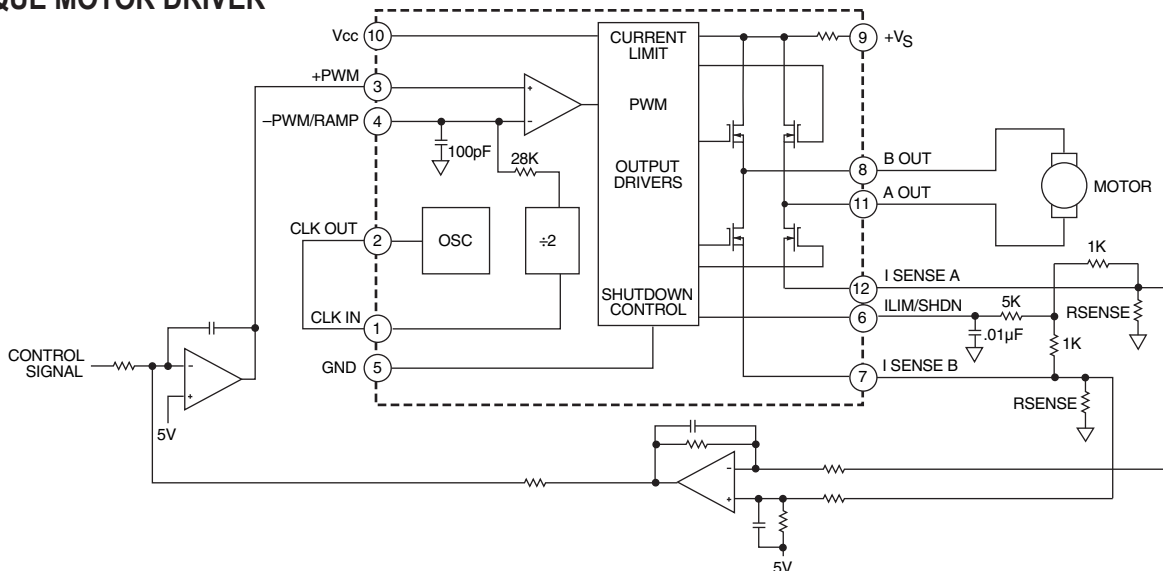 QUE MOTOR DRIVER
Vcc 10
CURRENT
LIMIT
9 +VS
+PWM
3
PWM
–PWM/RAMP
4
+
–
100pF
28K
OUTPUT
DRIVERS
8
B OUT
MOTOR
11
A OUT
CLK OUT
2
OSC
÷2
1K
12
I SENSE A
SHUTDOWN
CONTROL
6
ILIM/SHDN
5K
RSENSE
CLK IN
1
.01µF
1K
CONTROL
SIGNAL
–
+
5V
GND
5
7
I SENSE B
RSENSE
–
+
5V